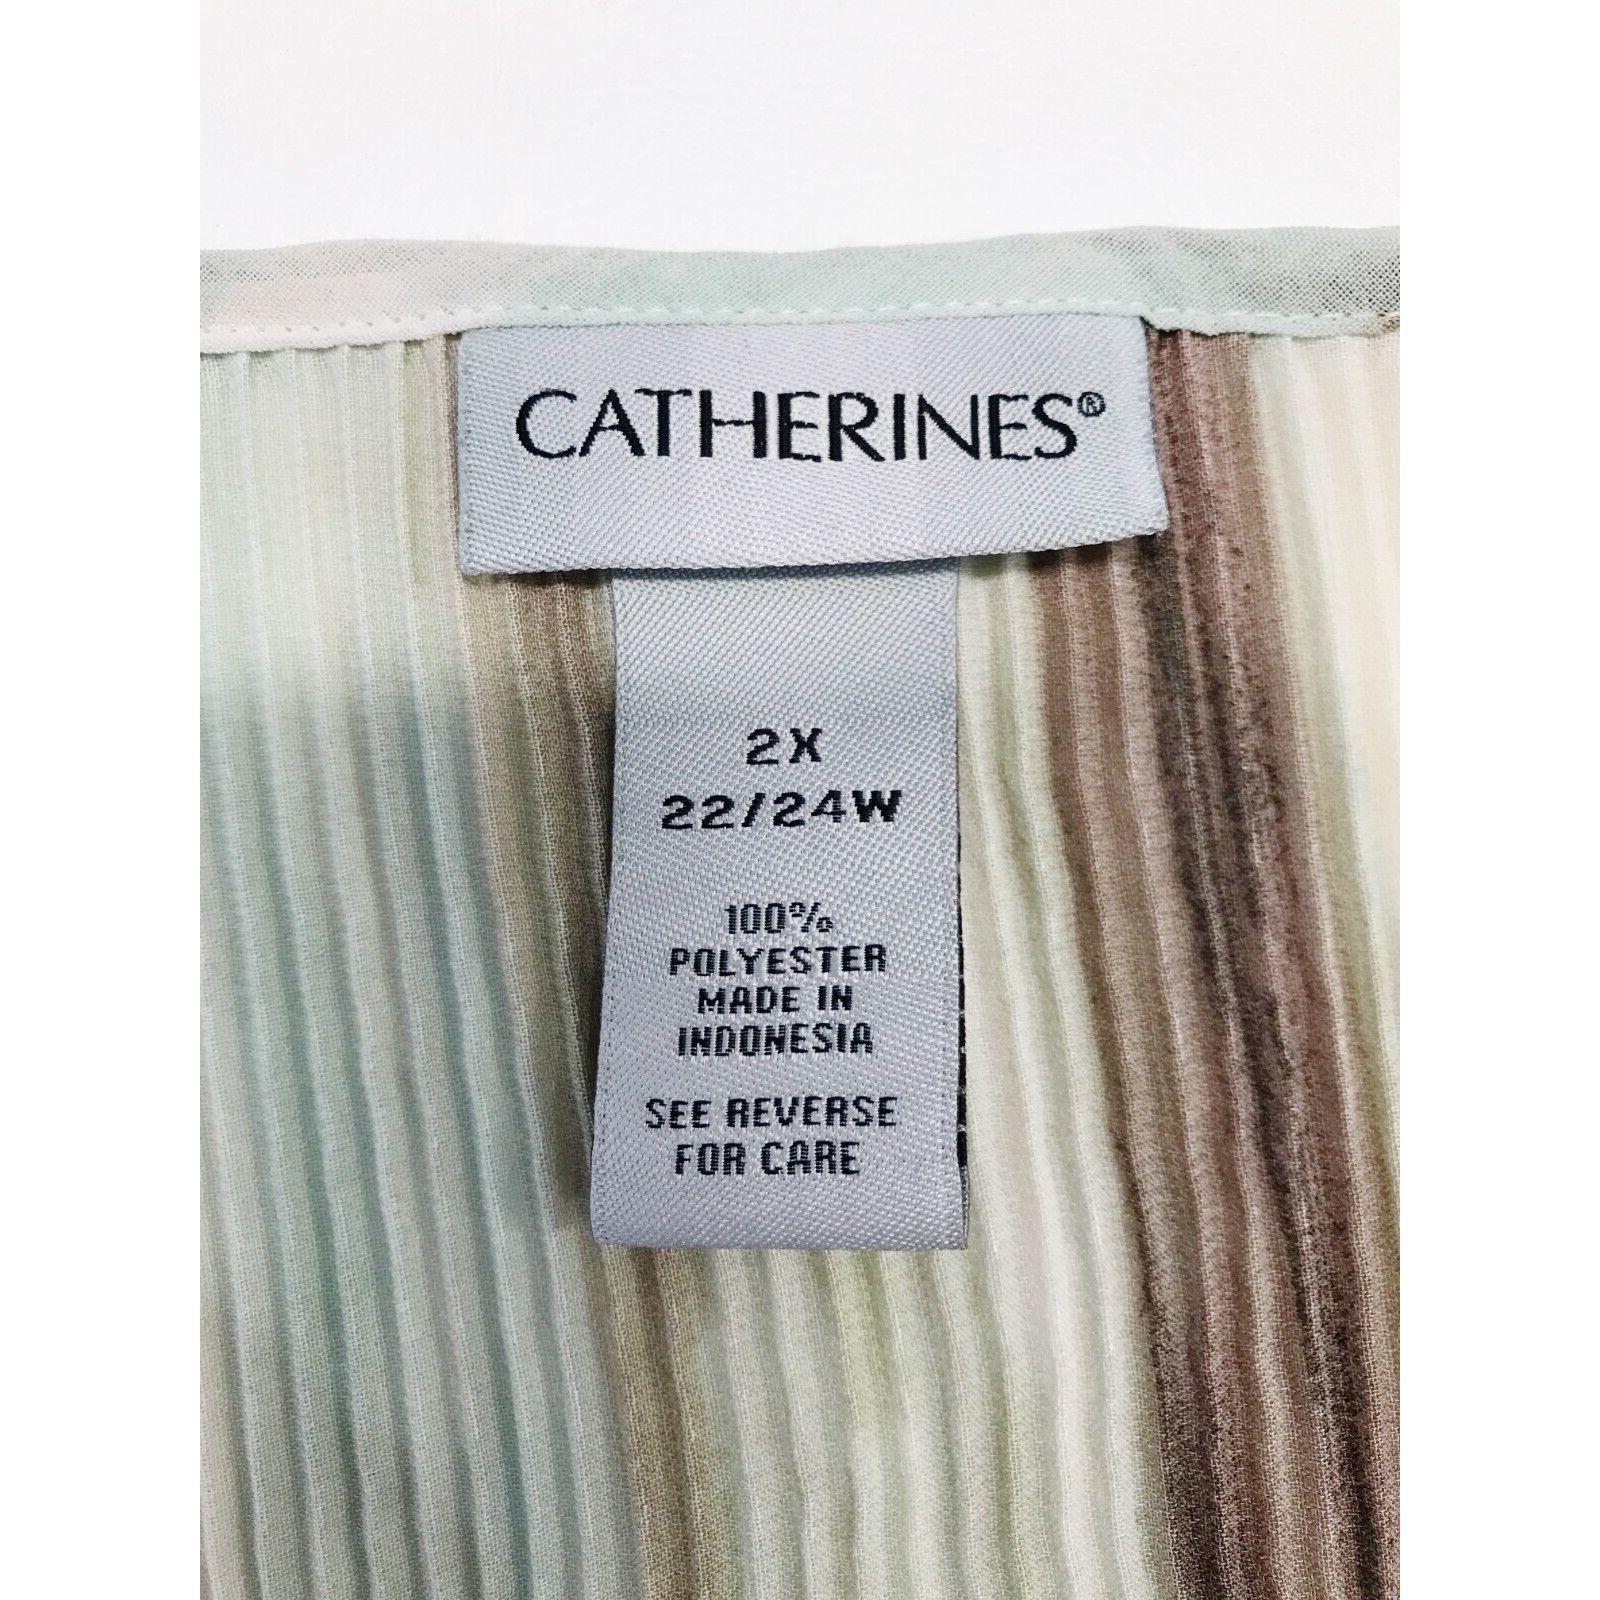 CATHERINES®
2X
22/24W
100%
POLYESTER
MADE IN
INDONESIA
SEE REVERSE
FOR CARE